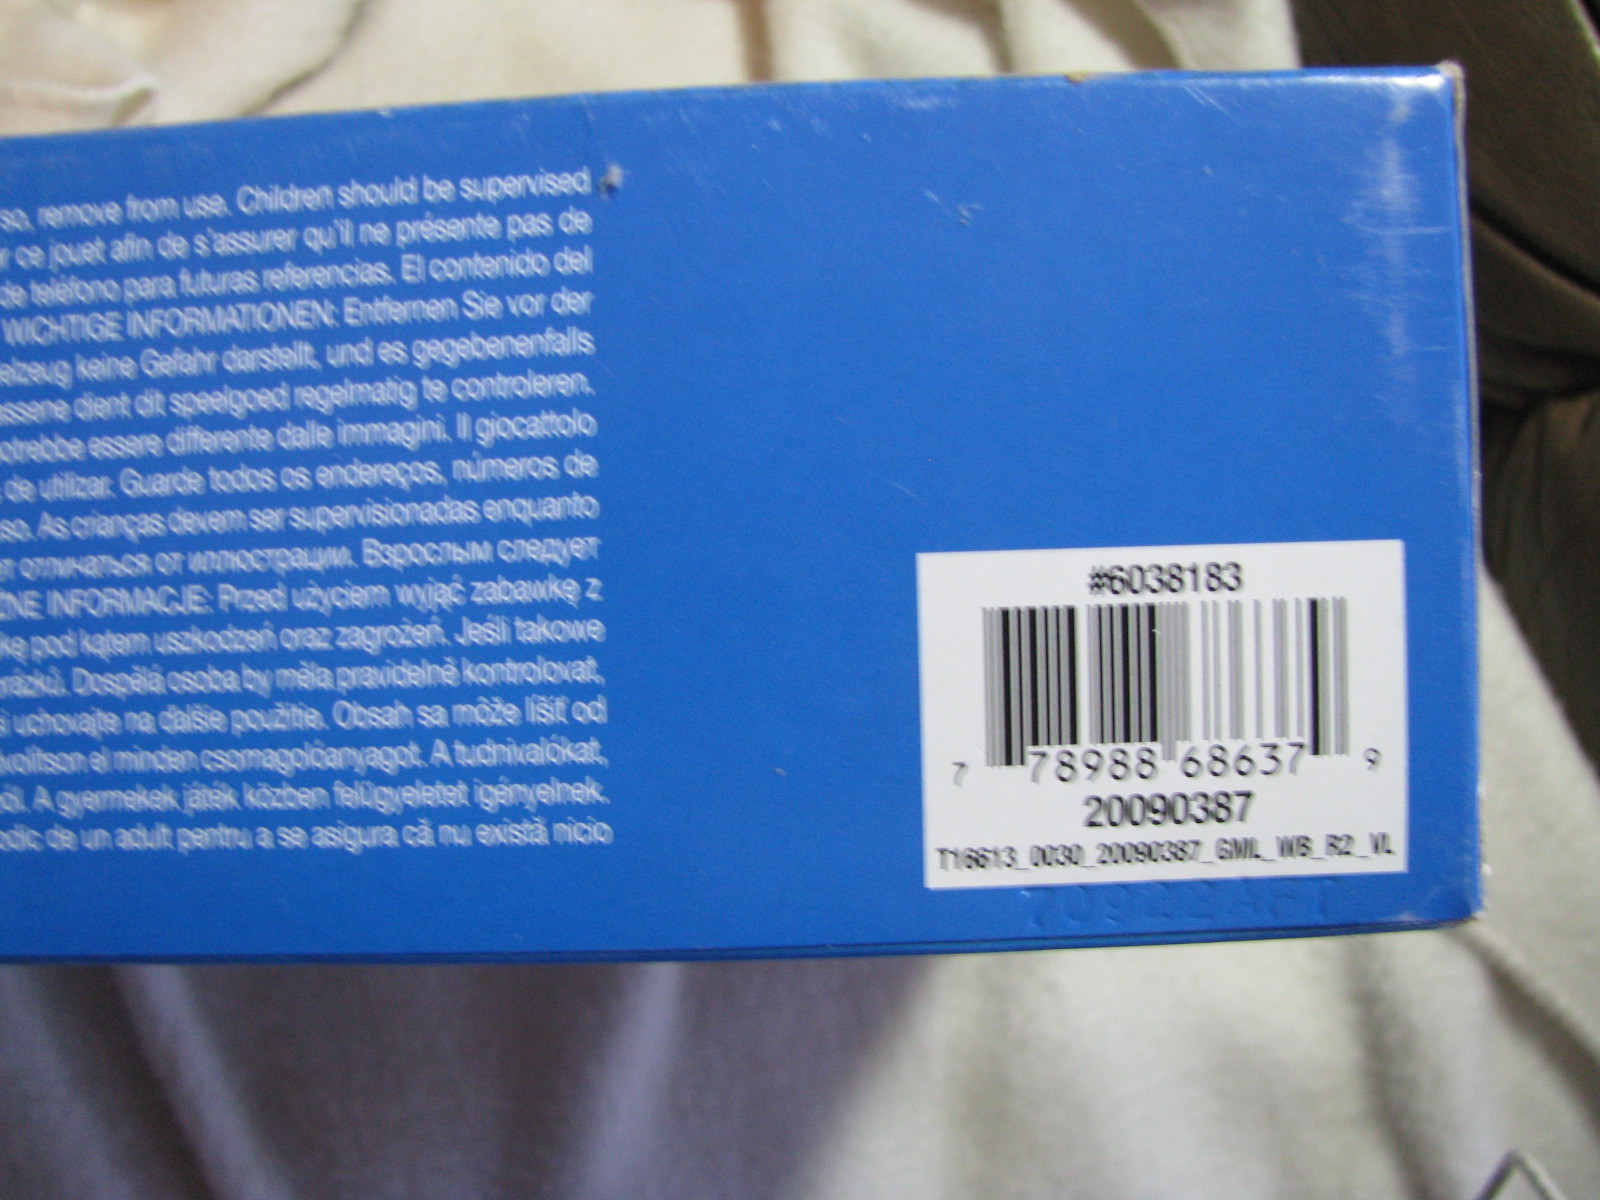 so, remove from use. Children should be supervised
r ce jouet afin de s'assurer qu'il ne présente pas de
de teléfono para futuras referencias. El contenido del
WICHTIGE INFORMATIONEN: Entfernen Sie vor der
elzeug keine Gefahr darstellt, und es gegebenenfalls
assene dient dit speelgoed regelmatig te controleren.
otrebbe essere differente dalle immagini. Il giocattolo
de utilizar. Guarde todos os endereços, números de
so. As crianças devem ser supervisionadas enquanto
т отличаться от иллюстрации. Взрослым следует
ŻNE INFORMACJE: Przed użyciem wyjąć zabawkę z
kę pod kątem uszkodzeń oraz zagrożeń. Jeśli takowe
brázků. Dospělá osoba by měla pravidelně kontrolovat,
s uchovajte na ďalšie použitie. Obsah sa môže líšiť od
volítson el minden csomagolóanyagot. A tudnivalókat,
ól. A gyermekek játék közben felügyeletet igényelnek.
odic de un adult pentru a se asigura că nu există nicio
#6038183
7 78988 68637 9
20090387
T16613_0030_20090387_GML_WB_R2_VL